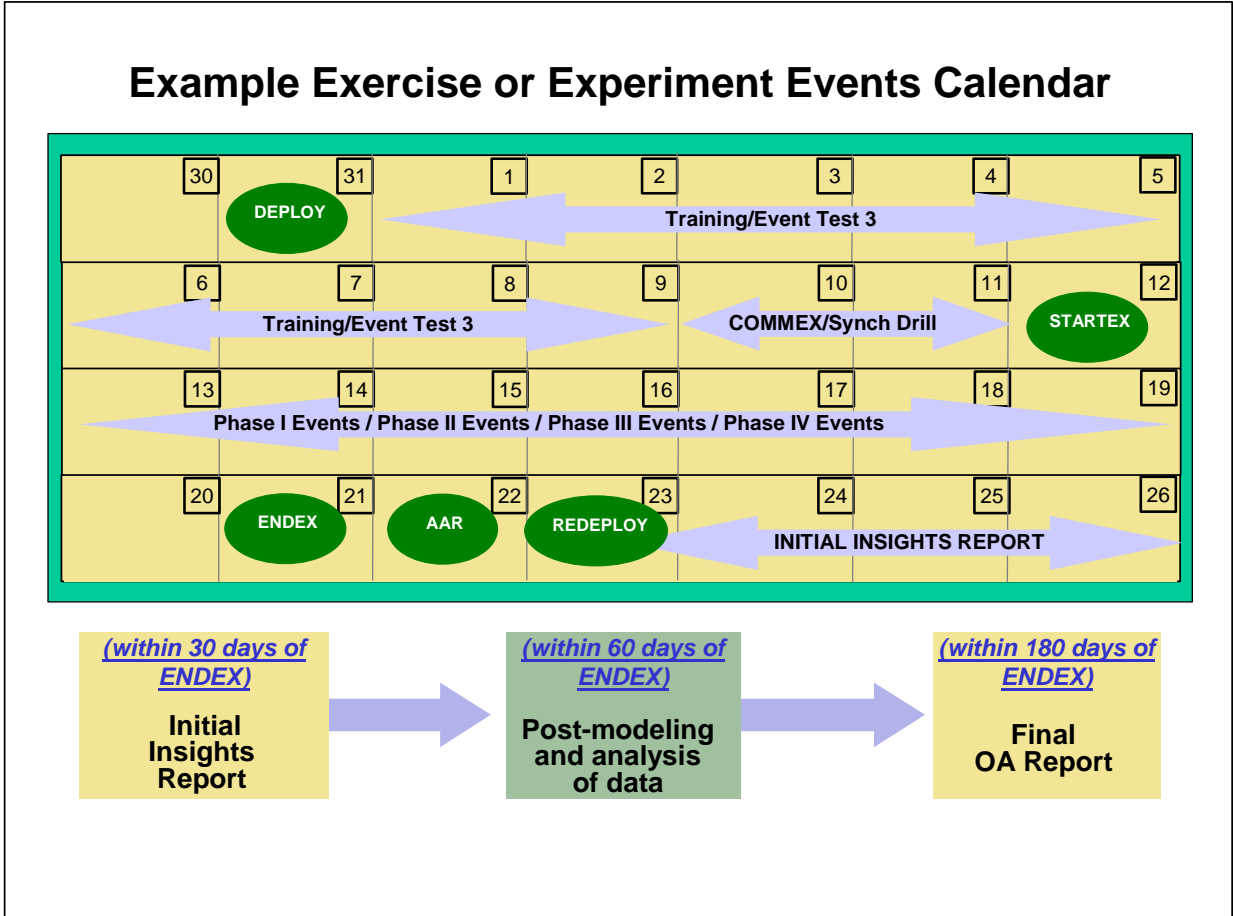 Example Exercise or Experiment Events Calendar
30 31 1 2 3 4 5
DEPLOY
Training/Event Test 3
6 7 8 9 10 11 12
Training/Event Test 3
COMMEX/Synch Drill
STARTEX
13 14 15 16 17 18 19
Phase I Events / Phase II Events / Phase III Events / Phase IV Events
20 21 22 23 24 25 26
ENDEX
AAR
REDEPLOY
INITIAL INSIGHTS REPORT
(within 30 days of
ENDEX)
Initial
Insights
Report
(within 60 days of
ENDEX)
Post-modeling
and analysis
of data
(within 180 days of
ENDEX)
Final
OA Report